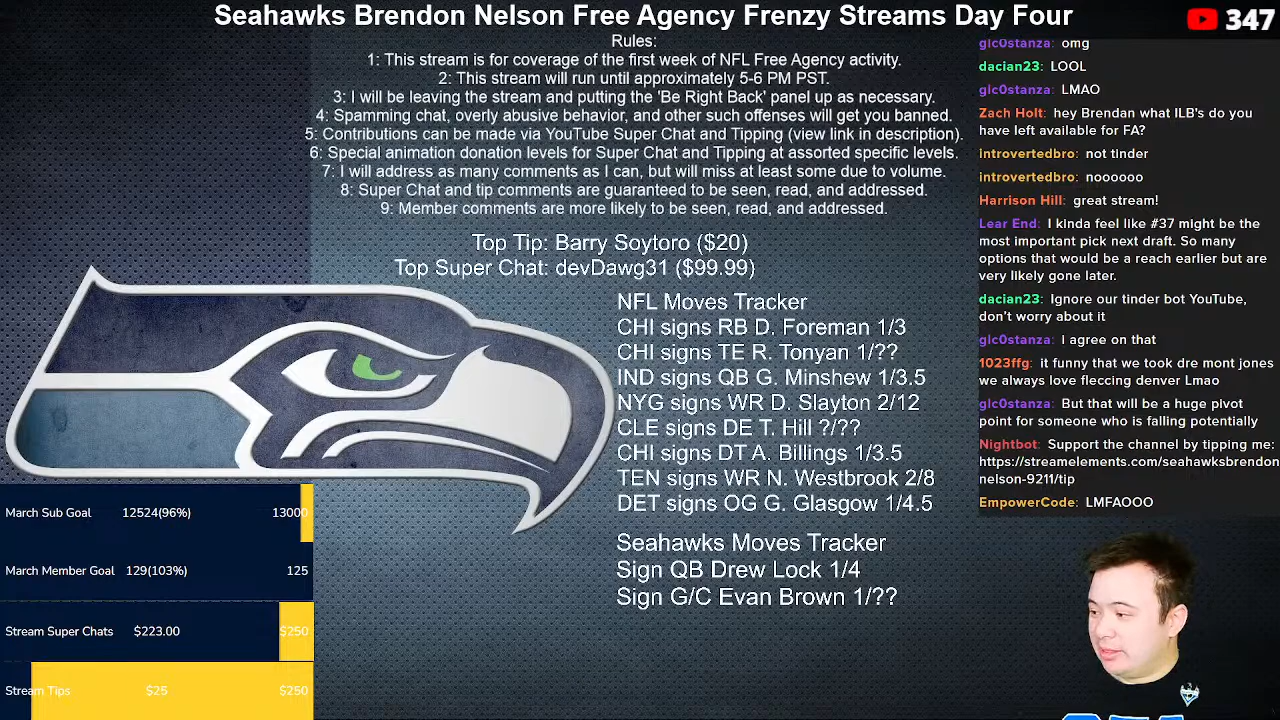 Seahawks Brendon Nelson Free Agency Frenzy Streams Day Four
347
Rules:
1: This stream is for coverage of the first week of NFL Free Agency activity.
2: This stream will run until approximately 5-6 PM PST.
3: I will be leaving the stream and putting the 'Be Right Back' panel up as necessary.
4: Spamming chat, overly abusive behavior, and other such offenses will get you banned.
5: Contributions can be made via YouTube Super Chat and Tipping (view link in description).
6: Special animation donation levels for Super Chat and Tipping at assorted specific levels.
7: I will address as many comments as I can, but will miss at least some due to volume.
8: Super Chat and tip comments are guaranteed to be seen, read, and addressed.
9: Member comments are more likely to be seen, read, and addressed.
Top Tip: Barry Soytoro ($20)
Top Super Chat: devDawg31 ($99.99)
NFL Moves Tracker
CHI signs RB D. Foreman 1/3
CHI signs TE R. Tonyan 1/??
IND signs QB G. Minshew 1/3.5
NYG signs WR D. Slayton 2/12
CLE signs DE T. Hill ?/??
CHI signs DT A. Billings 1/3.5
TEN signs WR N. Westbrook 2/8
DET signs OG G. Glasgow 1/4.5
Seahawks Moves Tracker
Sign QB Drew Lock 1/4
Sign G/C Evan Brown 1/??
March Sub Goal 12524(96%) 13000
March Member Goal 129(103%) 125
Stream Super Chats $223.00 $250
Stream Tips $25 $250
glc0stanza: omg
dacian23: LOOL
glc0stanza: LMAO
Zach Holt: hey Brendan what ILB's do you
have left available for FA?
introvertedbro: not tinder
introvertedbro: nooooo
Harrison Hill: great stream!
Lear End: I kinda feel like #37 might be the
most important pick next draft. So many
options that would be a reach earlier but are
very likely gone later.
dacian23: Ignore our tinder bot YouTube,
don't worry about it
glc0stanza: I agree on that
1023ffg: it funny that we took dre mont jones
we always love fleccing denver Lmao
glc0stanza: But that will be a huge pivot
point for someone who is falling potentially
Nightbot: Support the channel by tipping me:
https://streamelements.com/seahawksbrendon
nelson-9211/tip
EmpowerCode: LMFAOOO